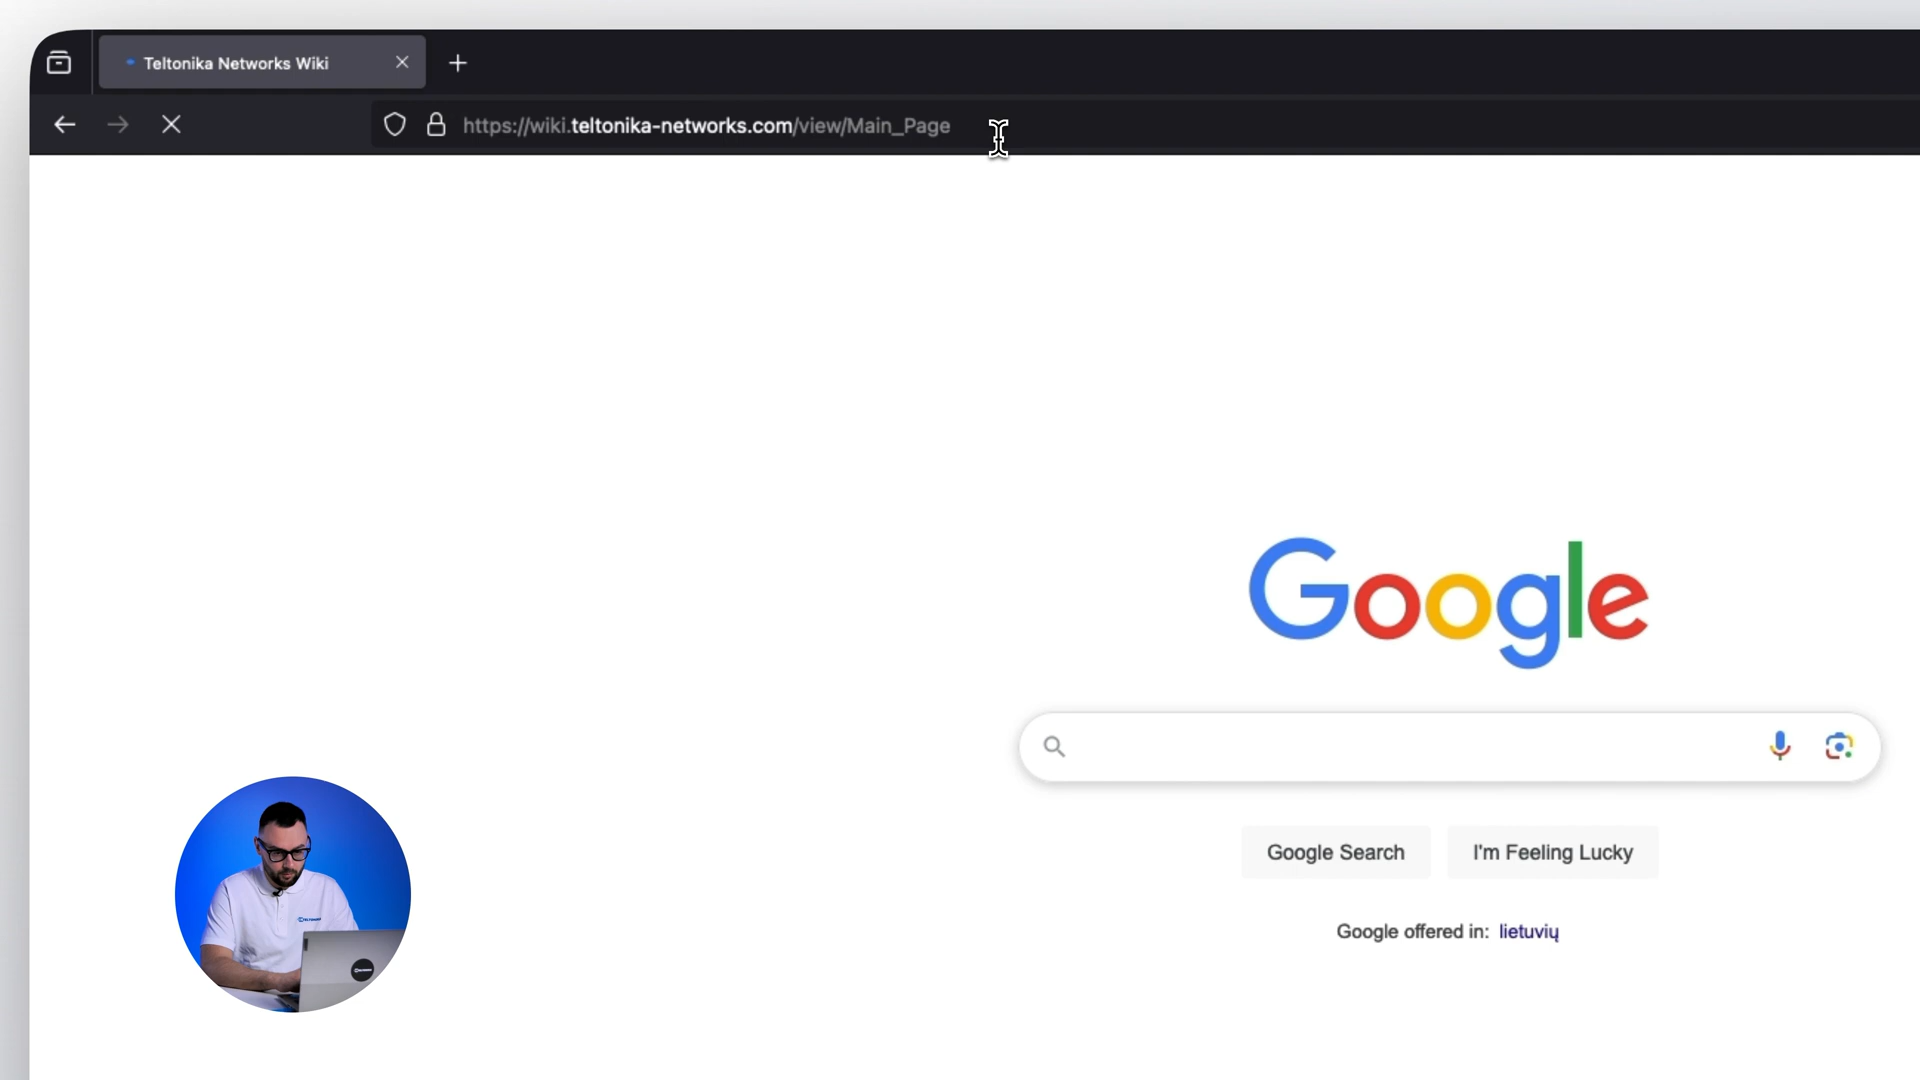 Teltonika Networks Wiki
https://wiki.teltonika-networks.com/view/Main_Page
Google
Google Search
I'm Feeling Lucky
Google offered in: lietuvių